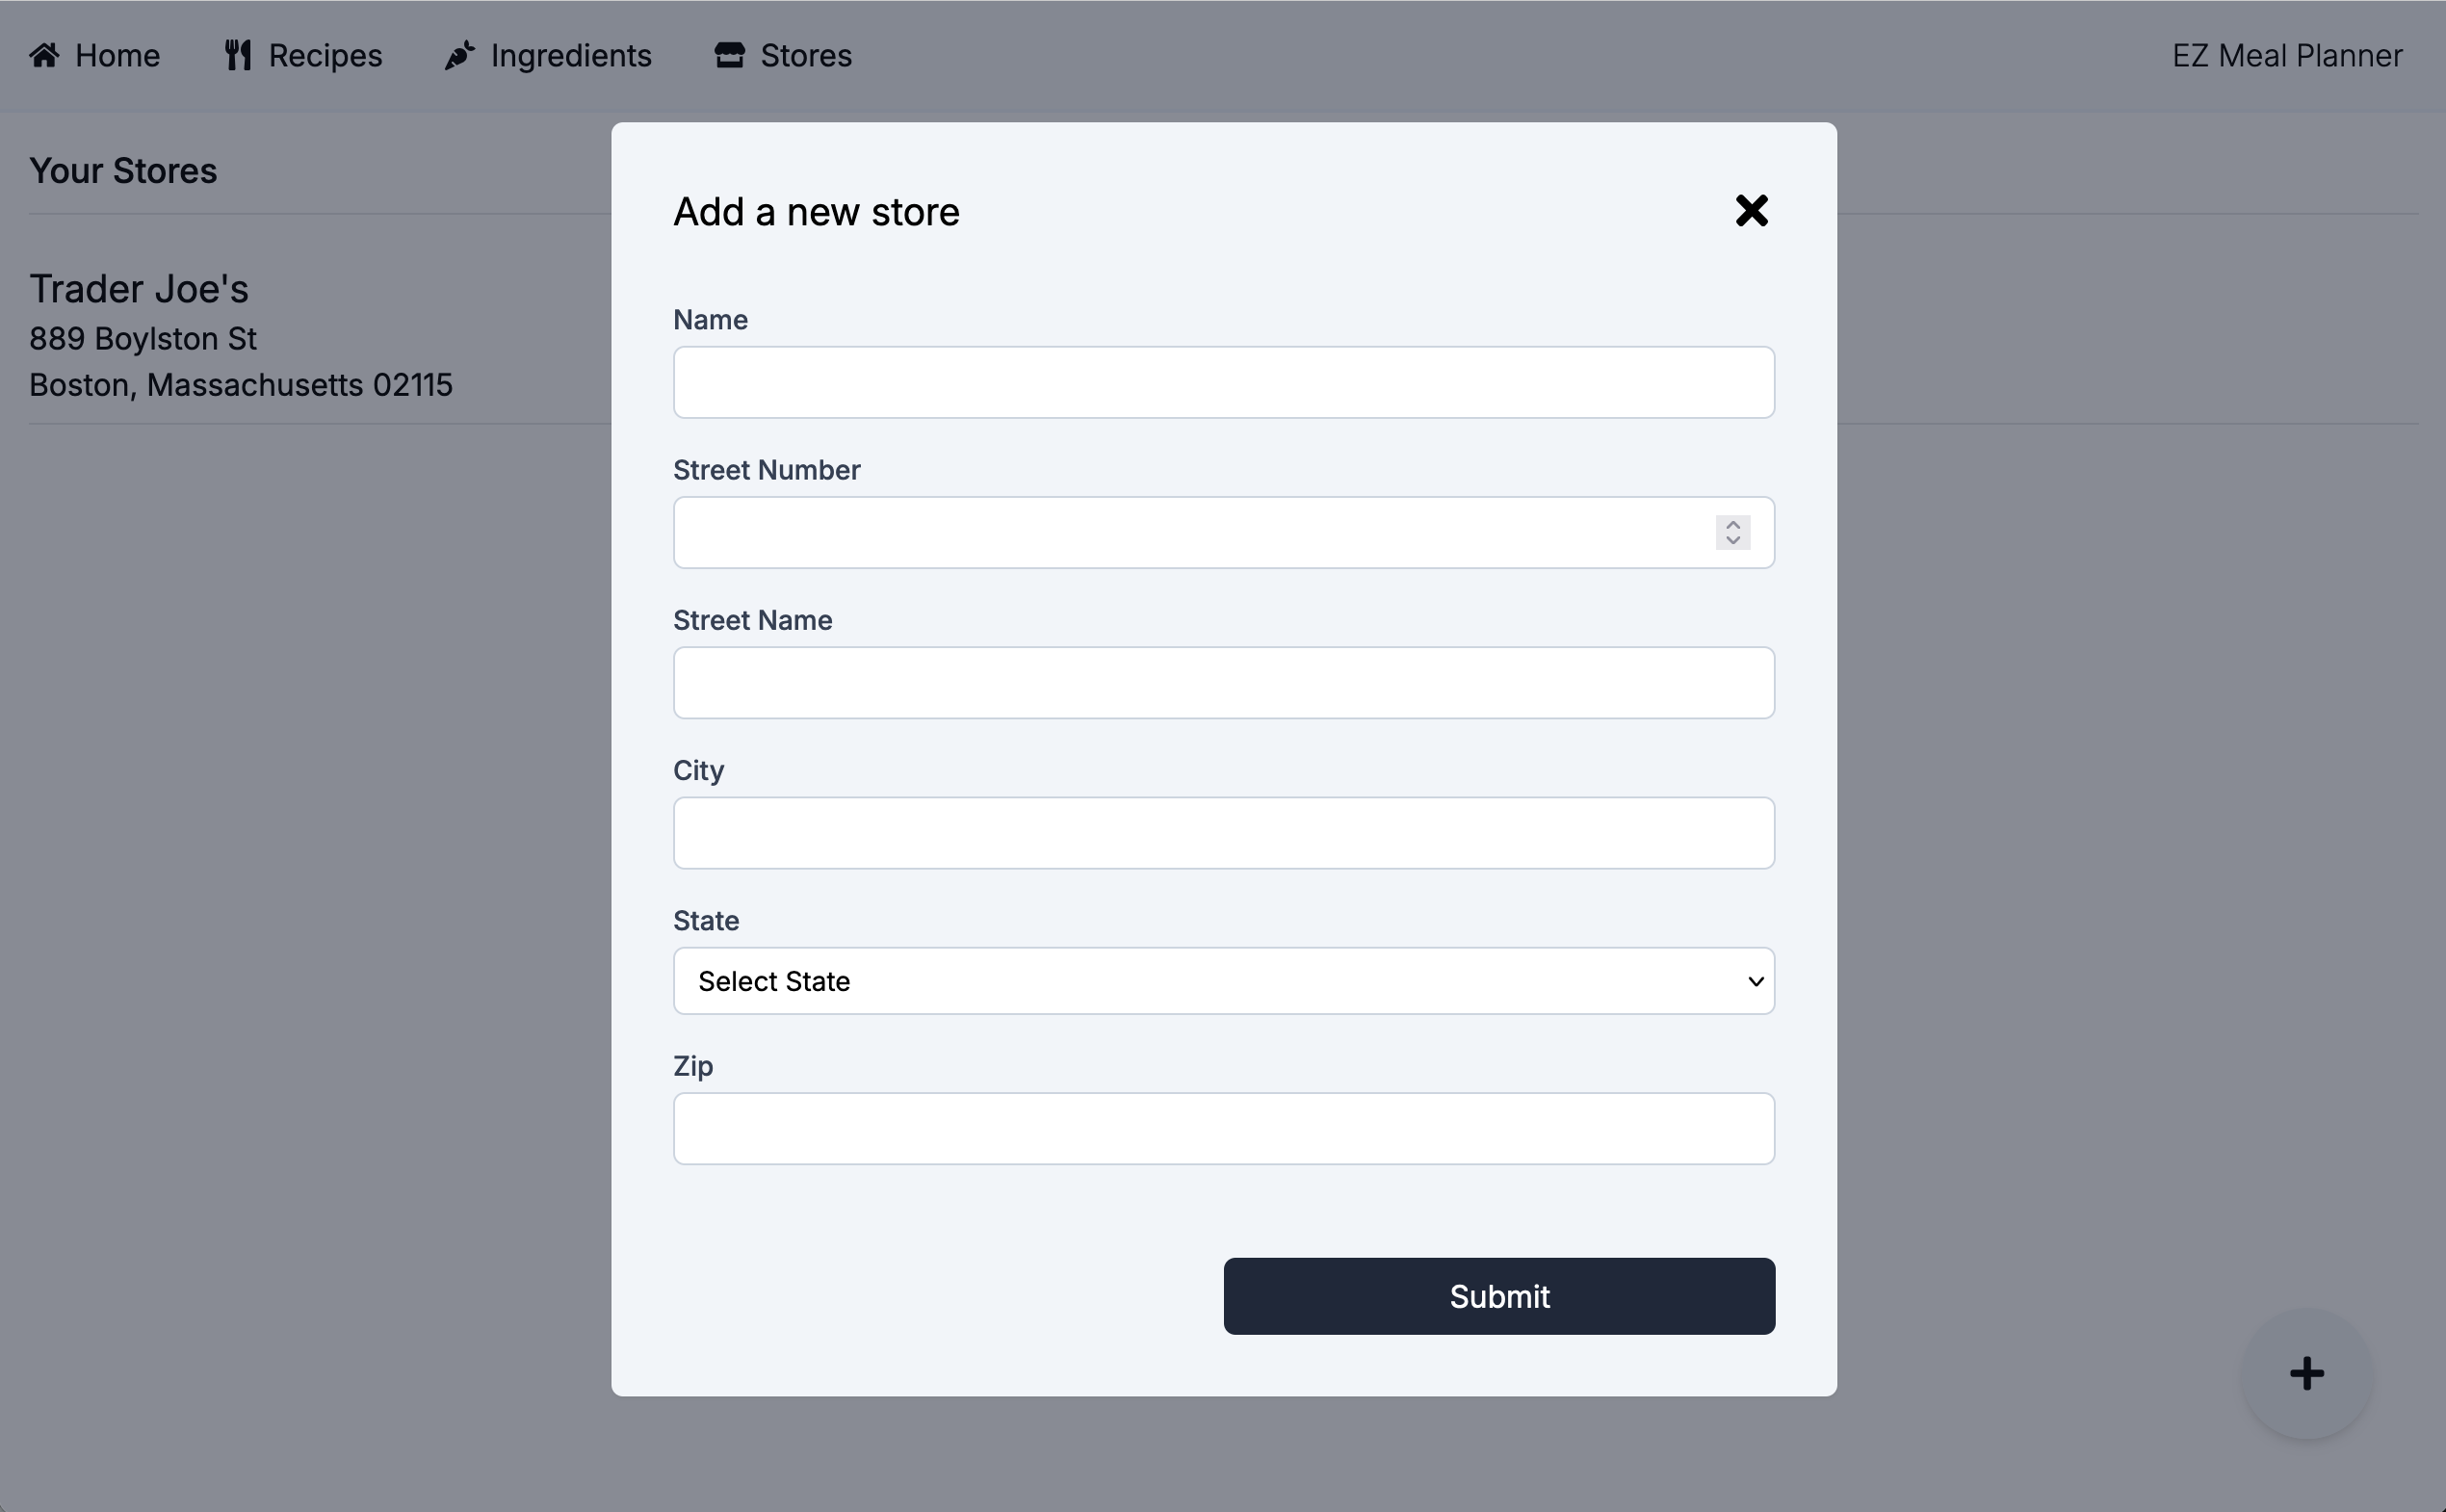 Home Recipes Ingredients Stores EZ Meal Planner
Your Stores
Trader Joe's
889 Boylston St
Boston, Massachusetts 02115
Add a new store
Name
Street Number
Street Name
City
State
Select State
Zip
Submit